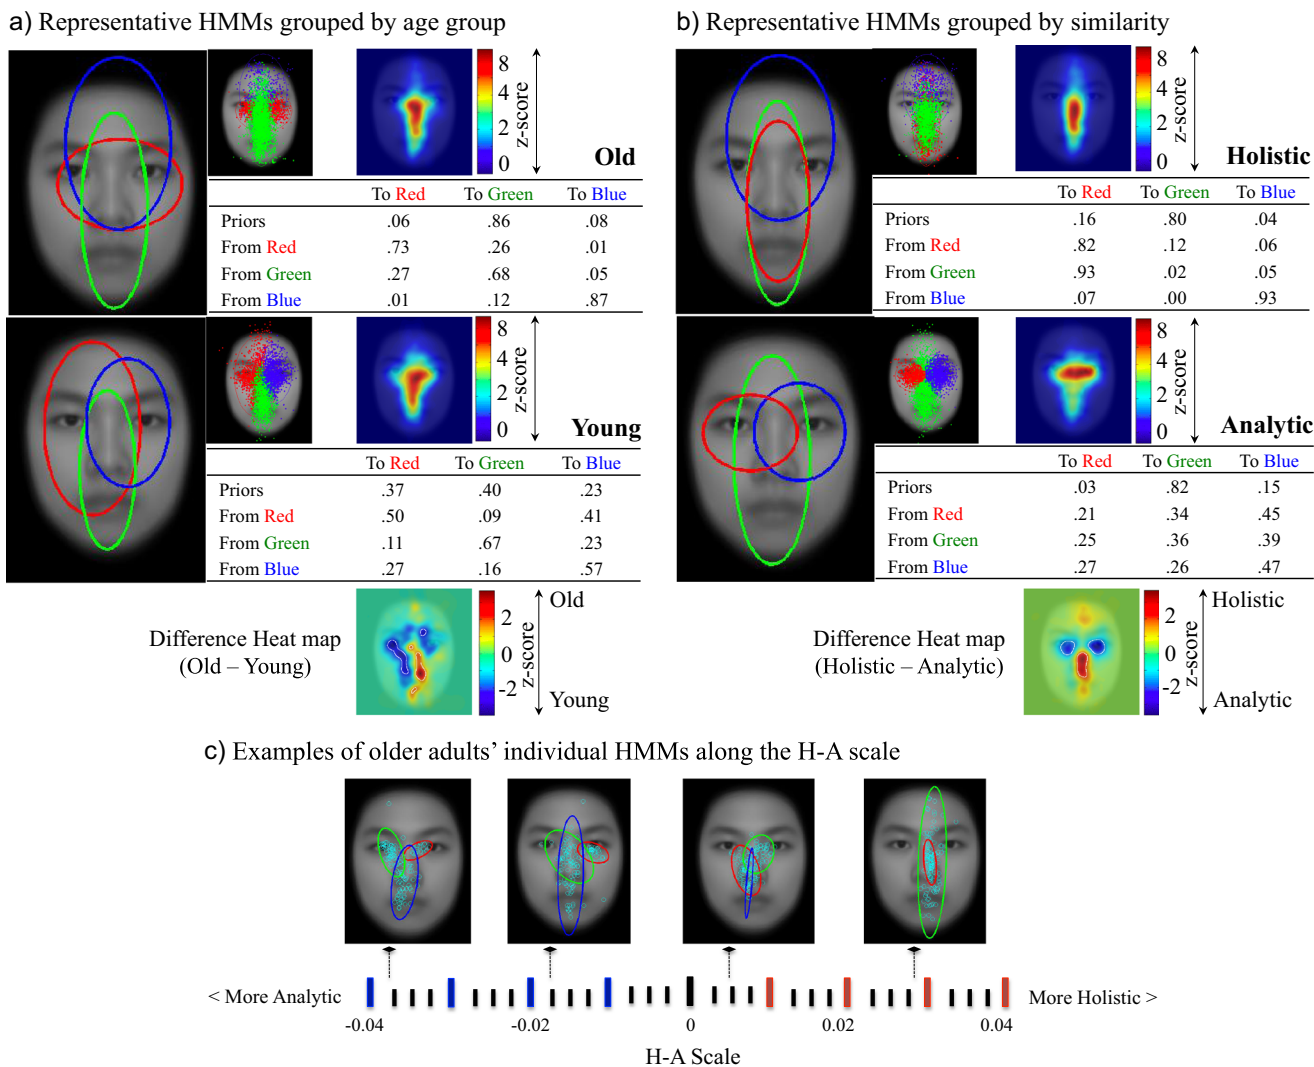 a) Representative HMMs grouped by age group
8
4
2
0
z-score
Old
To Red To Green To Blue
Priors .06 .86 .08
From Red .73 .26 .01
From Green .27 .68 .05
From Blue .01 .12 .87
8
4
2
0
z-score
Young
To Red To Green To Blue
Priors .37 .40 .23
From Red .50 .09 .41
From Green .11 .67 .23
From Blue .27 .16 .57
Difference Heat map
(Old – Young)
2
0
-2
z-score
Old
Young
b) Representative HMMs grouped by similarity
8
4
2
0
z-score
Holistic
To Red To Green To Blue
Priors .16 .80 .04
From Red .82 .12 .06
From Green .93 .02 .05
From Blue .07 .00 .93
8
4
2
0
z-score
Analytic
To Red To Green To Blue
Priors .03 .82 .15
From Red .21 .34 .45
From Green .25 .36 .39
From Blue .27 .26 .47
Difference Heat map
(Holistic – Analytic)
2
0
-2
z-score
Holistic
Analytic
c) Examples of older adults’ individual HMMs along the H-A scale
< More Analytic
More Holistic >
-0.04 -0.02 0 0.02 0.04
H-A Scale